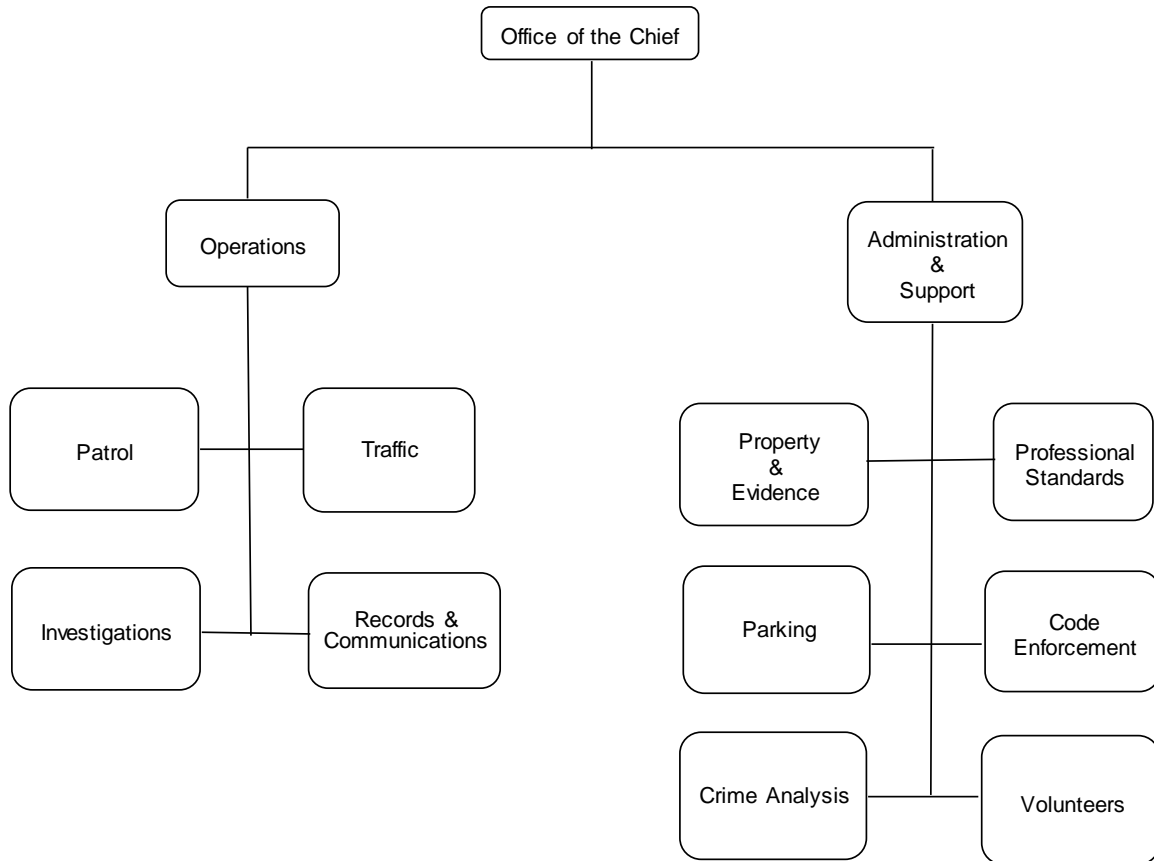 Office of the Chief
Operations
Administration
&
Support
Patrol
Traffic
Property
&
Evidence
Professional
Standards
Investigations
Records &
Communications
Parking
Code
Enforcement
Crime Analysis
Volunteers